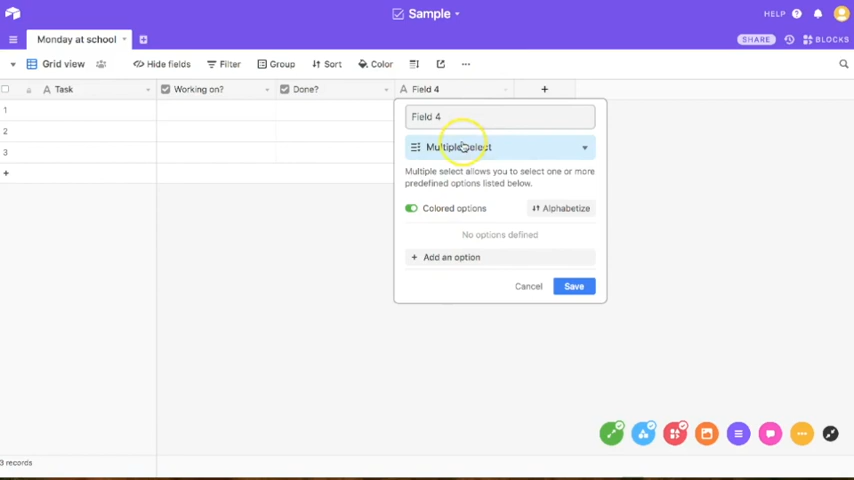 Sample
HELP
Monday at school
SHARE
BLOCKS
Grid view
Hide fields
Filter
Group
Sort
Color
Task
Working on?
Done?
Field 4
1
2
3
Field 4
Multiple select
Multiple select allows you to select one or more
predefined options listed below.
Colored options
Alphabetize
No options defined
+ Add an option
Cancel
Save
3 records